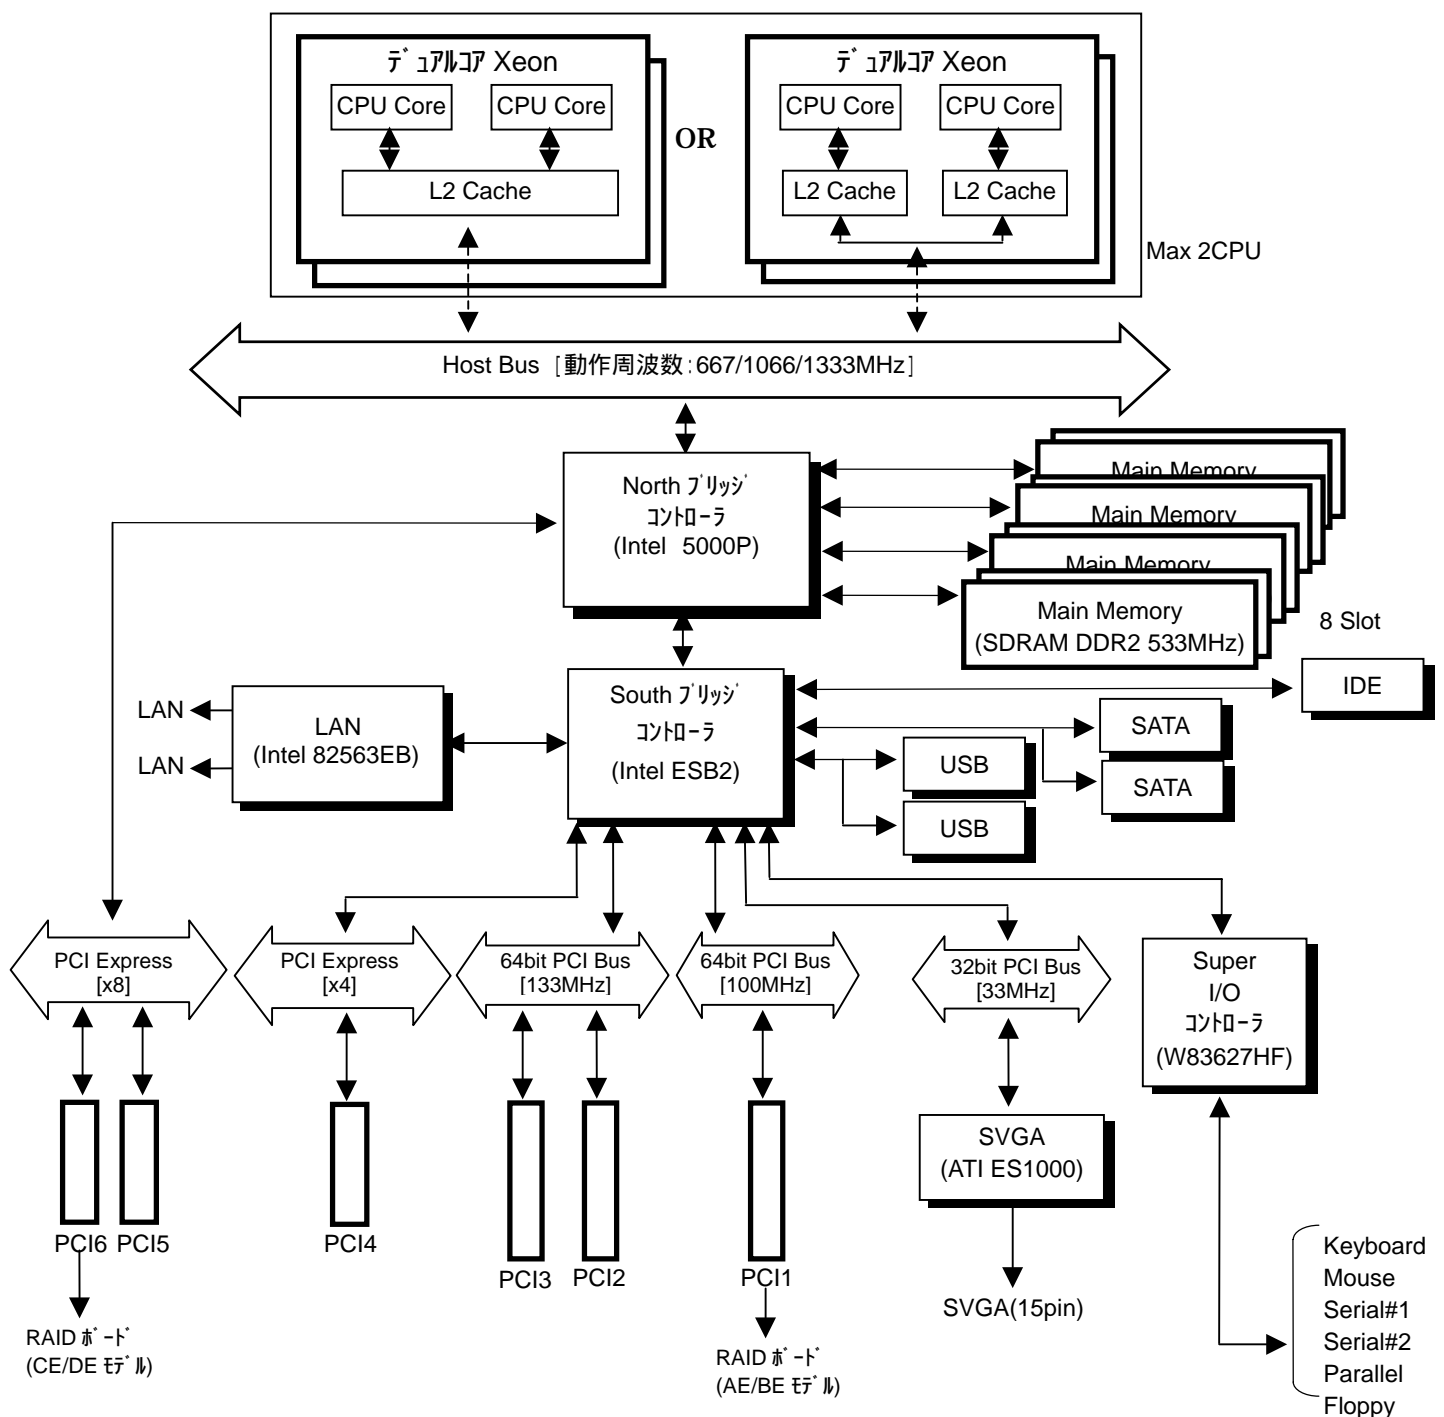 デュアルコア Xeon
CPU Core
CPU Core
L2 Cache
OR
デュアルコア Xeon
CPU Core
CPU Core
L2 Cache
L2 Cache
Max 2CPU
Host Bus [動作周波数:667/1066/1333MHz]
North ブリッジ
コントローラ
(Intel 5000P)
Main Memory
Main Memory
Main Memory
Main Memory
(SDRAM DDR2 533MHz)
8 Slot
South ブリッジ
コントローラ
(Intel ESB2)
LAN
LAN
LAN
(Intel 82563EB)
IDE
SATA
SATA
USB
USB
PCI Express
[x8]
PCI Express
[x4]
64bit PCI Bus
[133MHz]
64bit PCI Bus
[100MHz]
32bit PCI Bus
[33MHz]
Super
I/O
コントローラ
(W83627HF)
SVGA
(ATI ES1000)
PCI6
PCI5
PCI4
PCI3
PCI2
PCI1
SVGA(15pin)
RAID ボード
(CE/DE モデル)
RAID ボード
(AE/BE モデル)
Keyboard
Mouse
Serial#1
Serial#2
Parallel
Floppy